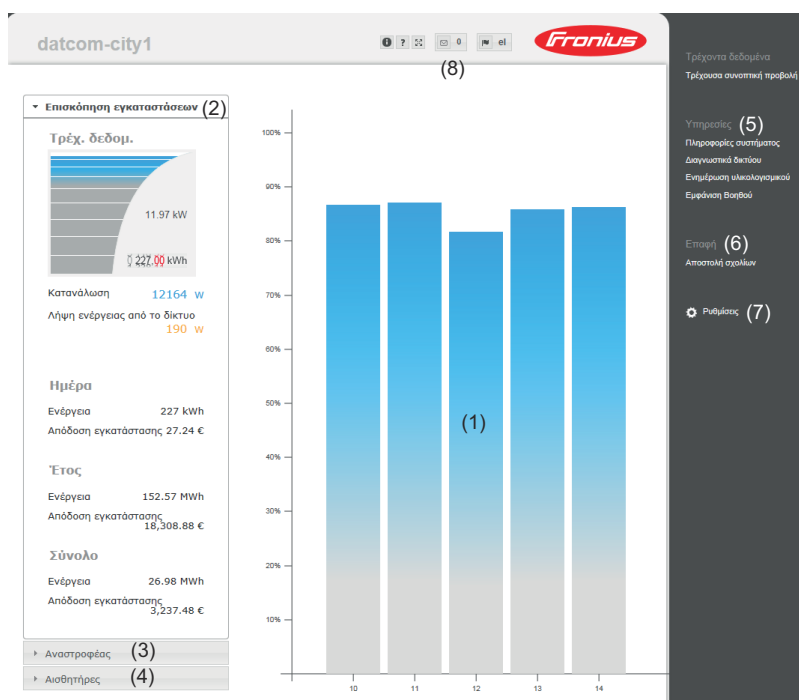 datcom-city1
i ? 0 el
Fronius
(8)
Επισκόπηση εγκαταστάσεων (2)
Τρέχ. δεδομ.
11.97 kW
227.00 kWh
Κατανάλωση 12164 W
Λήψη ενέργειας από το δίκτυο
190 W
Ημέρα
Ενέργεια 227 kWh
Απόδοση εγκατάστασης 27.24 €
Έτος
Ενέργεια 152.57 MWh
Απόδοση εγκατάστασης
18,308.88 €
Σύνολο
Ενέργεια 26.98 MWh
Απόδοση εγκατάστασης
3,237.48 €
Αναστροφέας (3)
Αισθητήρες (4)
100%
90%
80%
70%
60%
50%
40%
30%
20%
10%
(1)
10 11 12 13 14
Τρέχοντα δεδομένα
Τρέχουσα συνοπτική προβολή
Υπηρεσίες (5)
Πληροφορίες συστήματος
Διαγνωστικά δικτύου
Ενημέρωση υλικολογισμικού
Εμφάνιση Βοηθού
Επαφή (6)
Αποστολή σχολίων
Ρυθμίσεις (7)